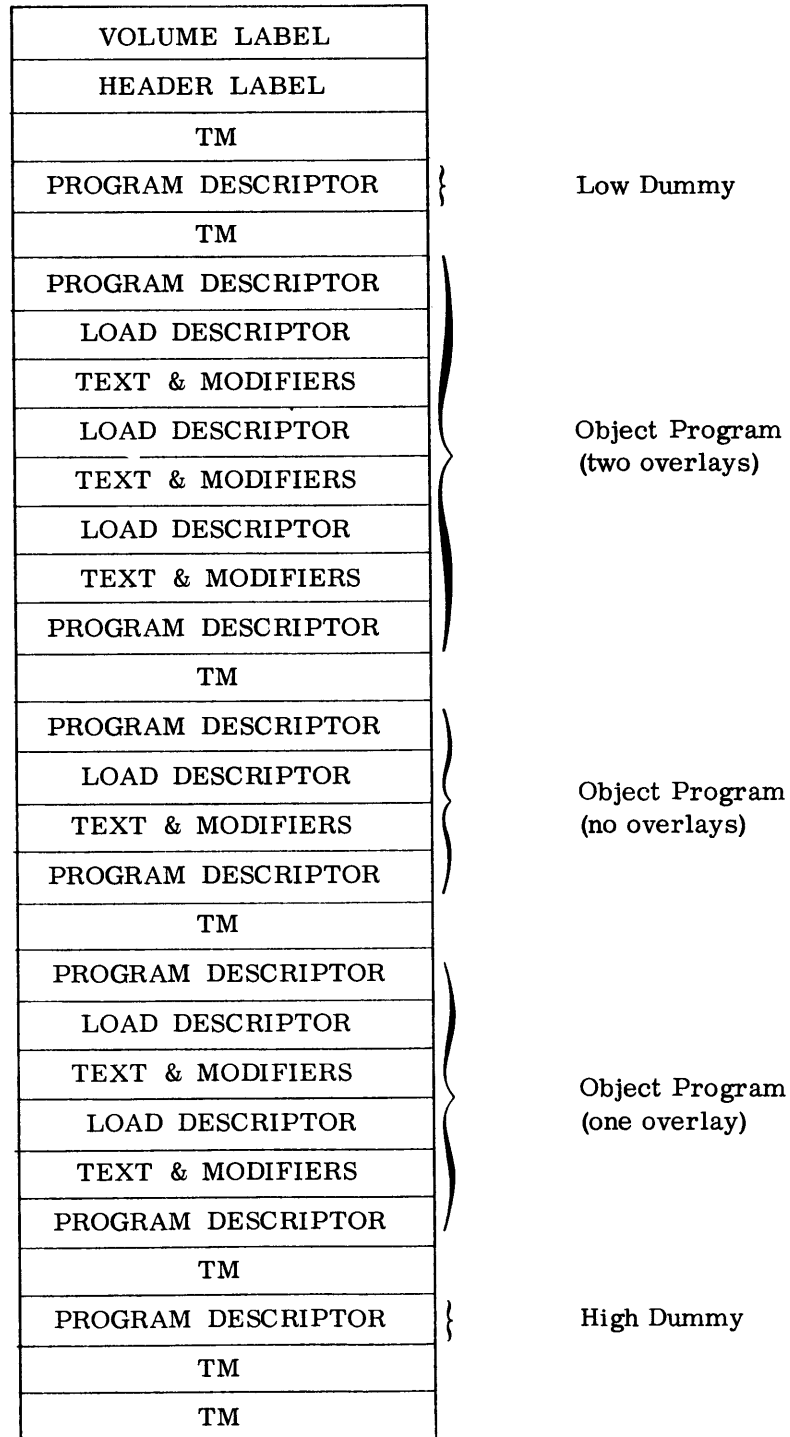 VOLUME LABEL
HEADER LABEL
TM
PROGRAM DESCRIPTOR
Low Dummy
TM
PROGRAM DESCRIPTOR
LOAD DESCRIPTOR
TEXT & MODIFIERS
LOAD DESCRIPTOR
TEXT & MODIFIERS
LOAD DESCRIPTOR
TEXT & MODIFIERS
PROGRAM DESCRIPTOR
Object Program
(two overlays)
TM
PROGRAM DESCRIPTOR
LOAD DESCRIPTOR
TEXT & MODIFIERS
PROGRAM DESCRIPTOR
Object Program
(no overlays)
TM
PROGRAM DESCRIPTOR
LOAD DESCRIPTOR
TEXT & MODIFIERS
LOAD DESCRIPTOR
TEXT & MODIFIERS
PROGRAM DESCRIPTOR
Object Program
(one overlay)
TM
PROGRAM DESCRIPTOR
High Dummy
TM
TM